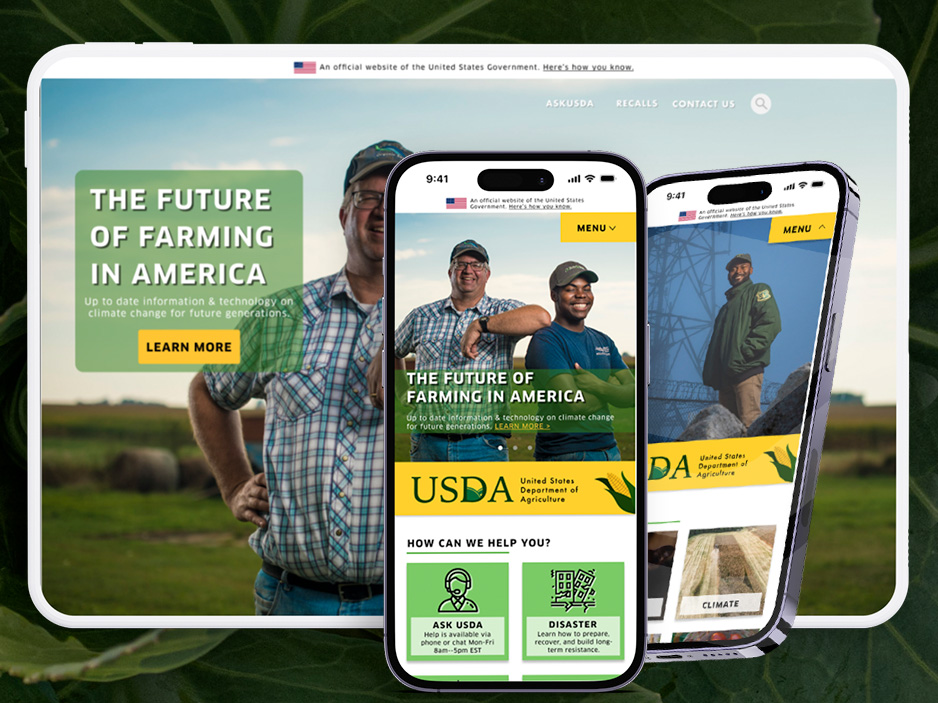 An official website of the United States Government. Here's how you know.
ASKUSDA RECALLS CONTACT US
THE FUTURE
OF FARMING
IN AMERICA
Up to date information & technology on
climate change for future generations.
LEARN MORE
9:41
An official website of the United States
Government. Here's how you know.
MENU
THE FUTURE OF
FARMING IN AMERICA
Up to date information & technology on climate change
for future generations. LEARN MORE >
USDA
United States
Department of
Agriculture
HOW CAN WE HELP YOU?
ASK USDA
Help is available via
phone or chat Mon-Fri
8am--5pm EST
DISASTER
Learn how to prepare,
recover, and build long-
term resistance.
9:41
An official website of the United States
Government. Here's how you know.
MENU
DA
United States
Department of
Agriculture
CLIMATE